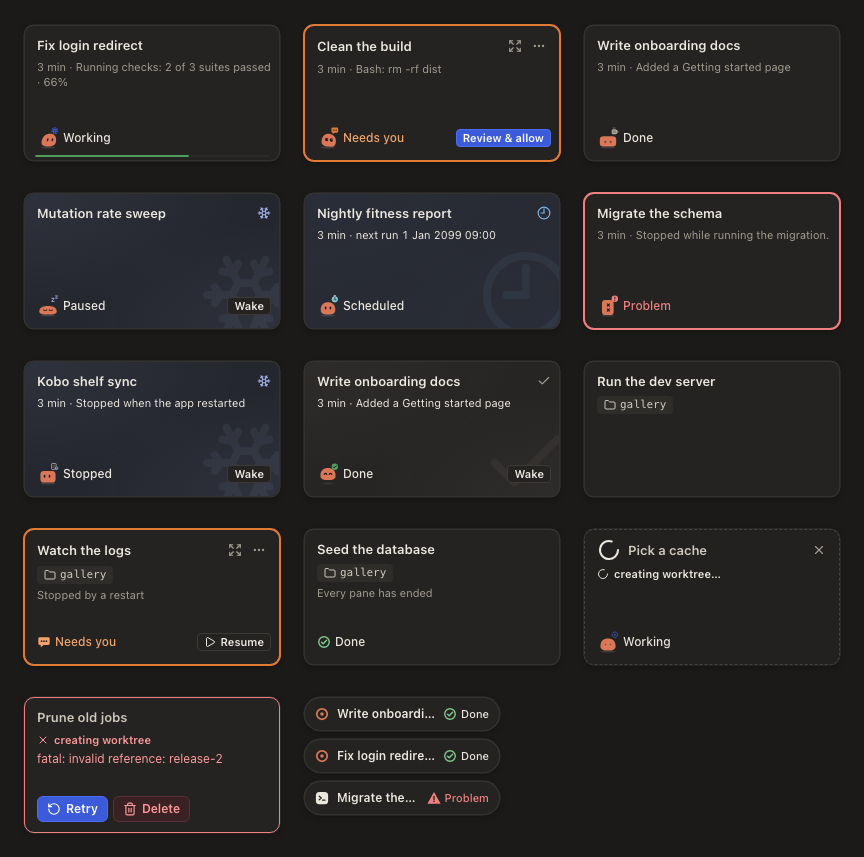 Fix login redirect
3 min · Running checks: 2 of 3 suites passed
· 66%
Working
Clean the build
3 min · Bash: rm -rf dist
Needs you
Review & allow
Write onboarding docs
3 min · Added a Getting started page
Done
Mutation rate sweep
Paused
Wake
Nightly fitness report
3 min · next run 1 Jan 2099 09:00
Scheduled
Migrate the schema
3 min · Stopped while running the migration.
Problem
Kobo shelf sync
3 min · Stopped when the app restarted
Stopped
Wake
Write onboarding docs
3 min · Added a Getting started page
Done
Wake
Run the dev server
gallery
Watch the logs
gallery
Stopped by a restart
Needs you
Resume
Seed the database
gallery
Every pane has ended
Done
Pick a cache
creating worktree…
Working
Prune old jobs
creating worktree
fatal: invalid reference: release-2
Retry
Delete
Write onboardi… Done
Fix login redire… Done
Migrate the… Problem